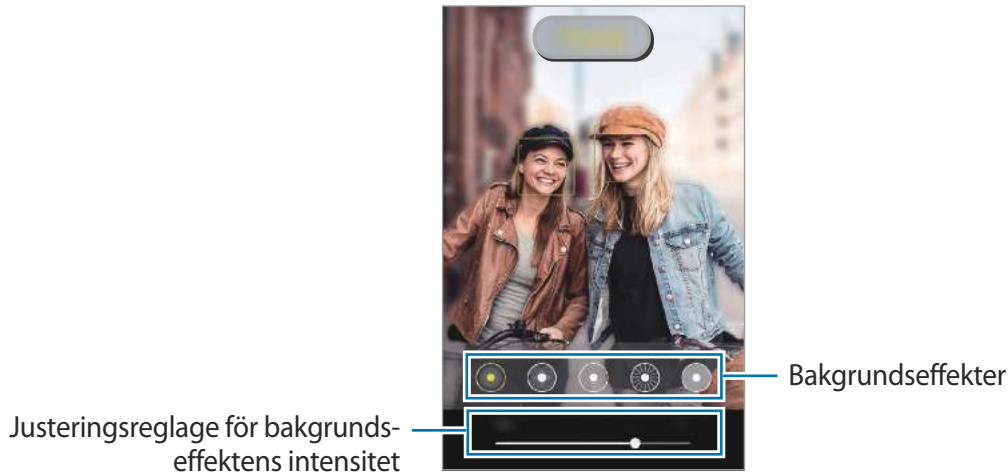 Bakgrundseffekter
Justeringsreglage för bakgrunds-
effektens intensitet